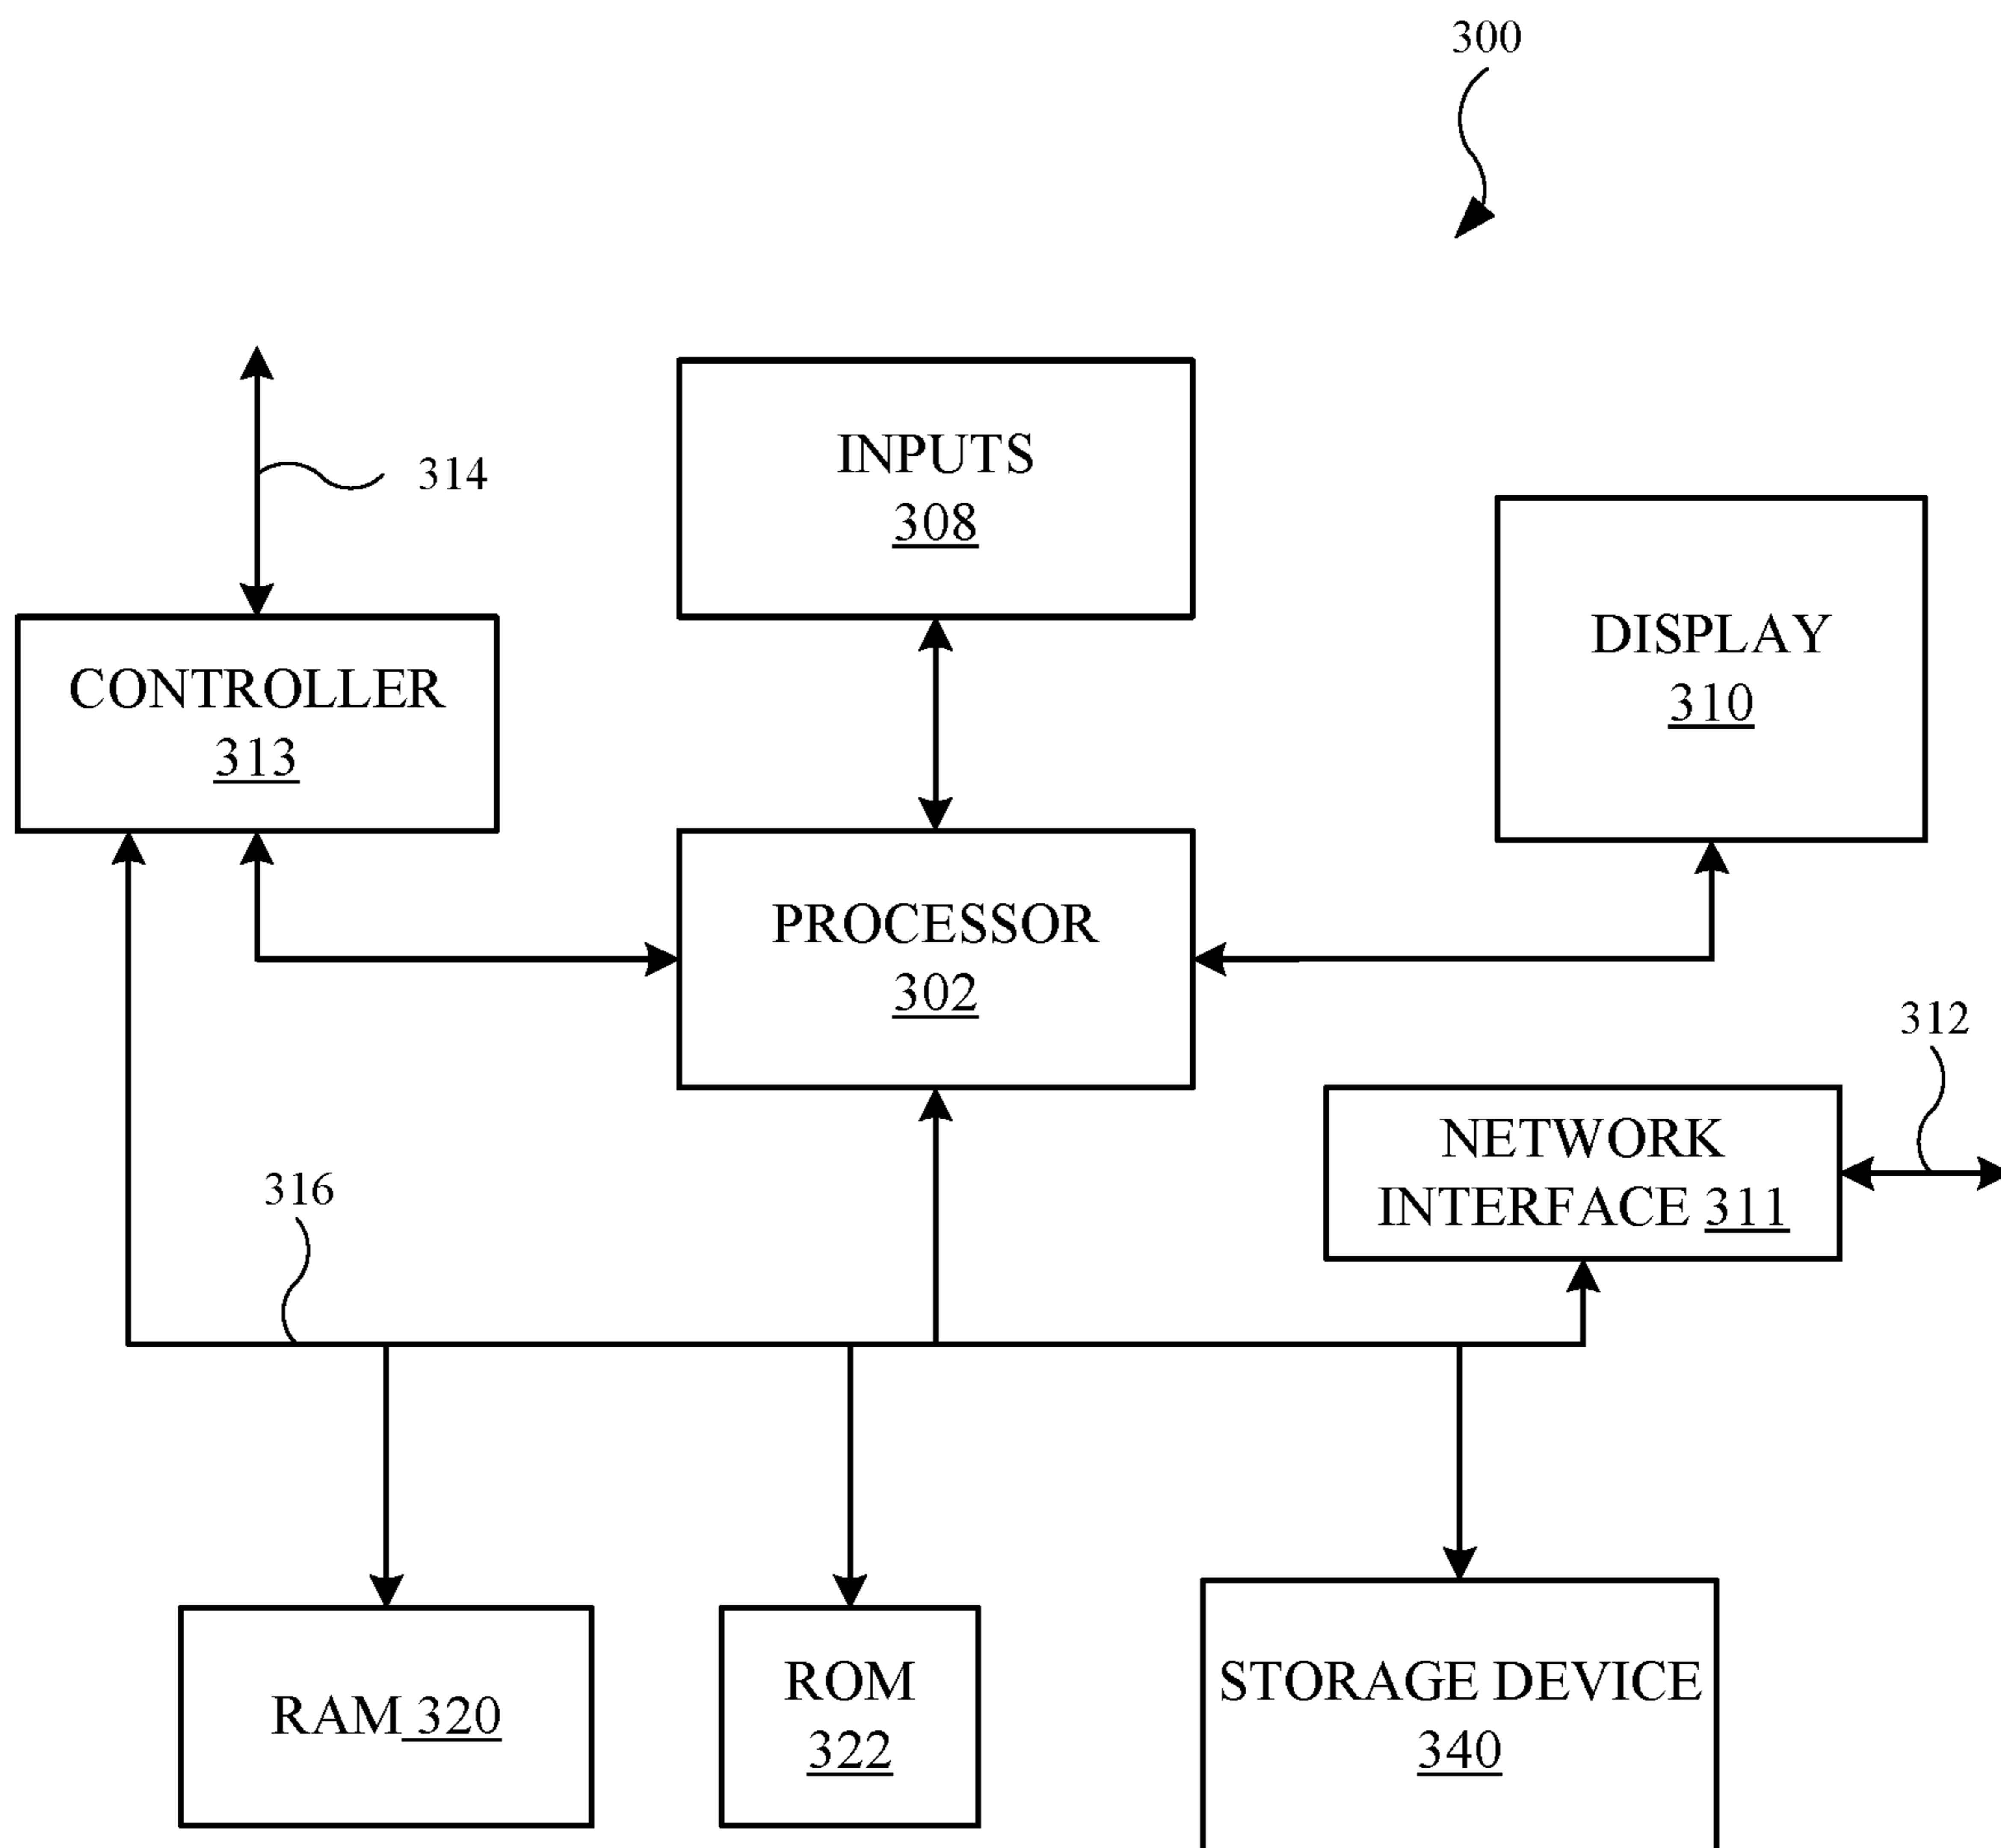 300
314
INPUTS
308
DISPLAY
310
CONTROLLER
313
PROCESSOR
302
312
NETWORK
INTERFACE 311
316
RAM 320
ROM
322
STORAGE DEVICE
340